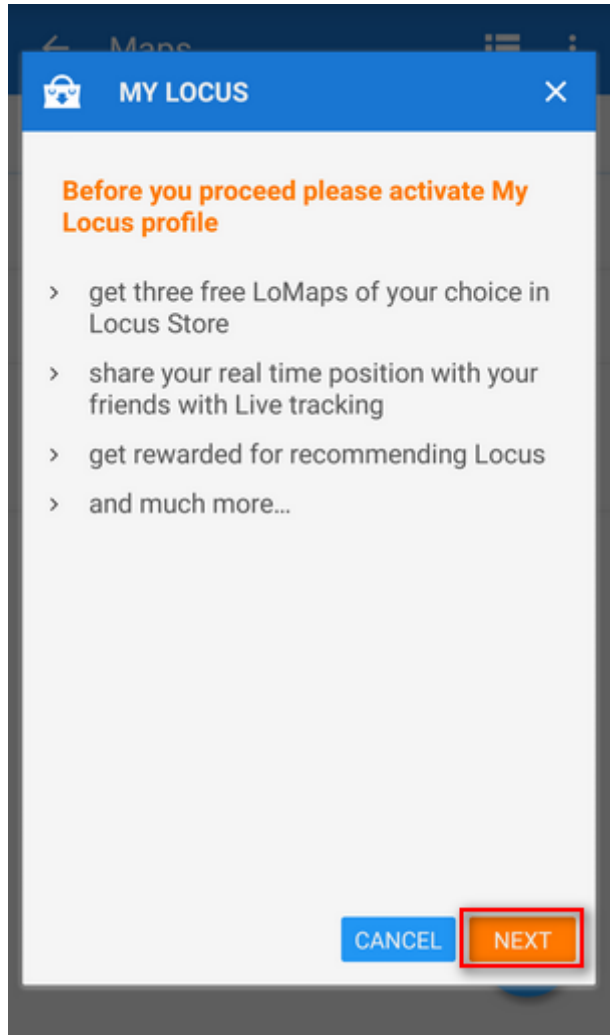 Maps
MY LOCUS
Before you proceed please activate My
Locus profile
get three free LoMaps of your choice in
Locus Store
share your real time position with your
friends with Live tracking
get rewarded for recommending Locus
and much more...
CANCEL
NEXT